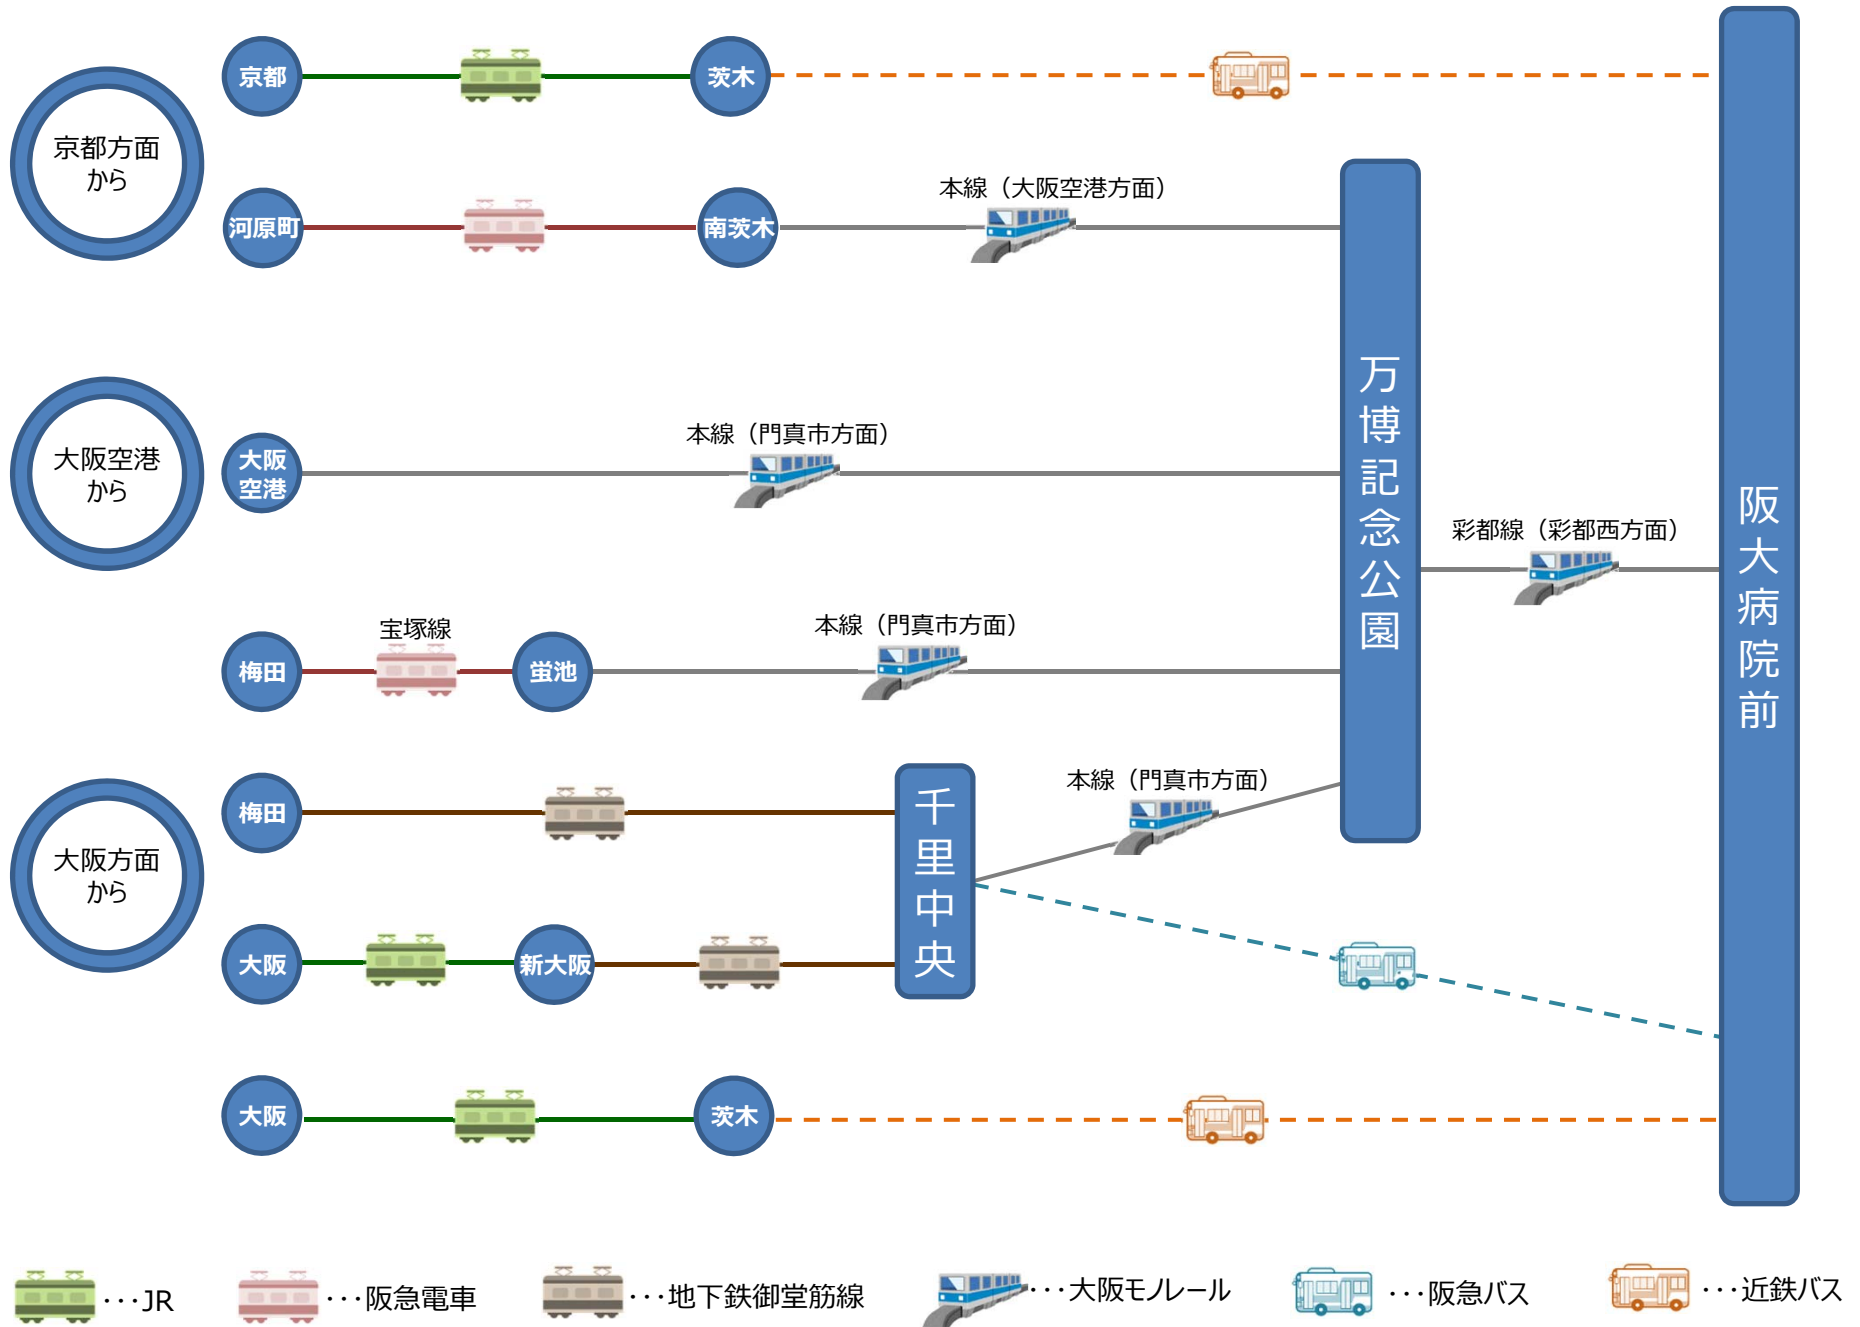 京都方面
から
京都
茨木
河原町
南茨木
本線（大阪空港方面）
大阪空港
から
大阪
空港
本線（門真市方面）
万博記念公園
彩都線（彩都西方面）
阪大病院前
梅田
宝塚線
蛍池
本線（門真市方面）
大阪方面
から
梅田
千里中央
本線（門真市方面）
大阪
新大阪
大阪
茨木
・・・JR
・・・阪急電車
・・・地下鉄御堂筋線
・・・大阪モノレール
・・・阪急バス
・・・近鉄バス